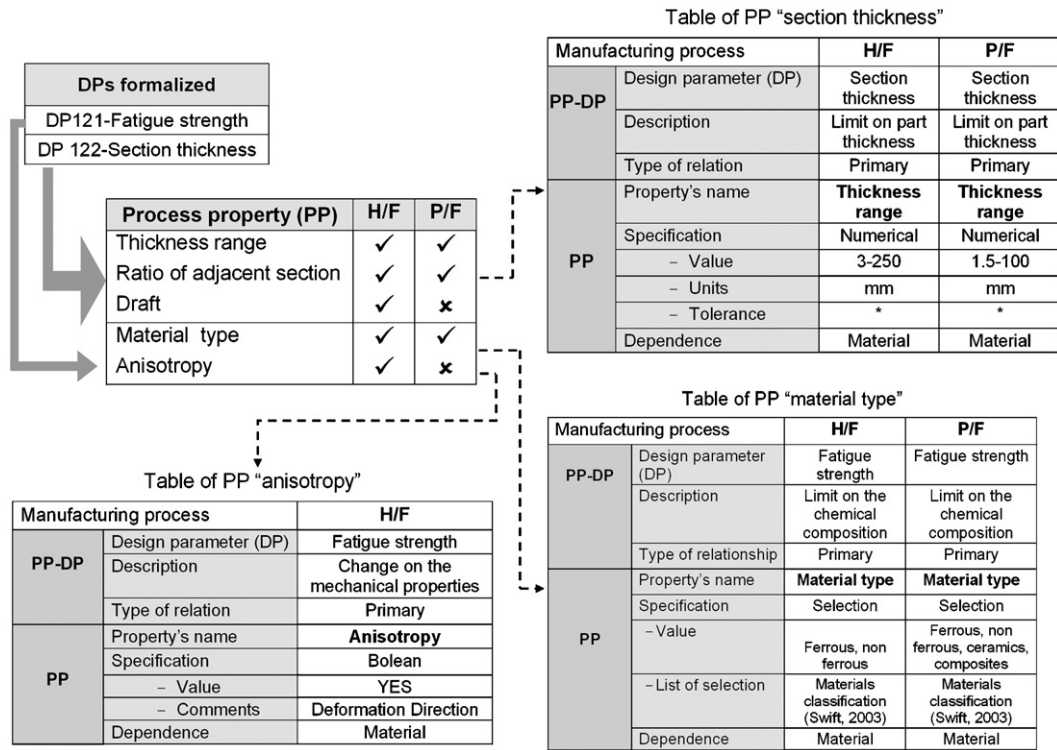 Table of PP “section thickness”
Manufacturing process H/F P/F
PP-DP
Design parameter (DP) Section Section
thickness thickness
Description Limit on part Limit on part
thickness thickness
Type of relation Primary Primary
PP
Property’s name Thickness Thickness
range range
Specification Numerical Numerical
– Value 3-250 1.5-100
– Units mm mm
– Tolerance * *
Dependence Material Material
DPs formalized
DP121-Fatigue strength
DP 122-Section thickness
Process property (PP) H/F P/F
Thickness range ✓ ✓
Ratio of adjacent section ✓ ✓
Draft ✓ ×
Material type ✓ ✓
Anisotropy ✓ ×
Table of PP “anisotropy”
Manufacturing process H/F
PP-DP
Design parameter (DP) Fatigue strength
Description Change on the
mechanical properties
Type of relation Primary
PP
Property’s name Anisotropy
Specification Bolean
– Value YES
– Comments Deformation Direction
Dependence Material
Table of PP “material type”
Manufacturing process H/F P/F
PP-DP
Design parameter Fatigue Fatigue strength
(DP) strength
Description Limit on the Limit on the
chemical chemical
composition composition
Type of relationship Primary Primary
PP
Property’s name Material type Material type
Specification Selection Selection
– Value Ferrous, non
Ferrous, non ferrous, ceramics,
ferrous composites
– List of selection Materials Materials
classification classification
(Swift, 2003) (Swift, 2003)
Dependence Material Material